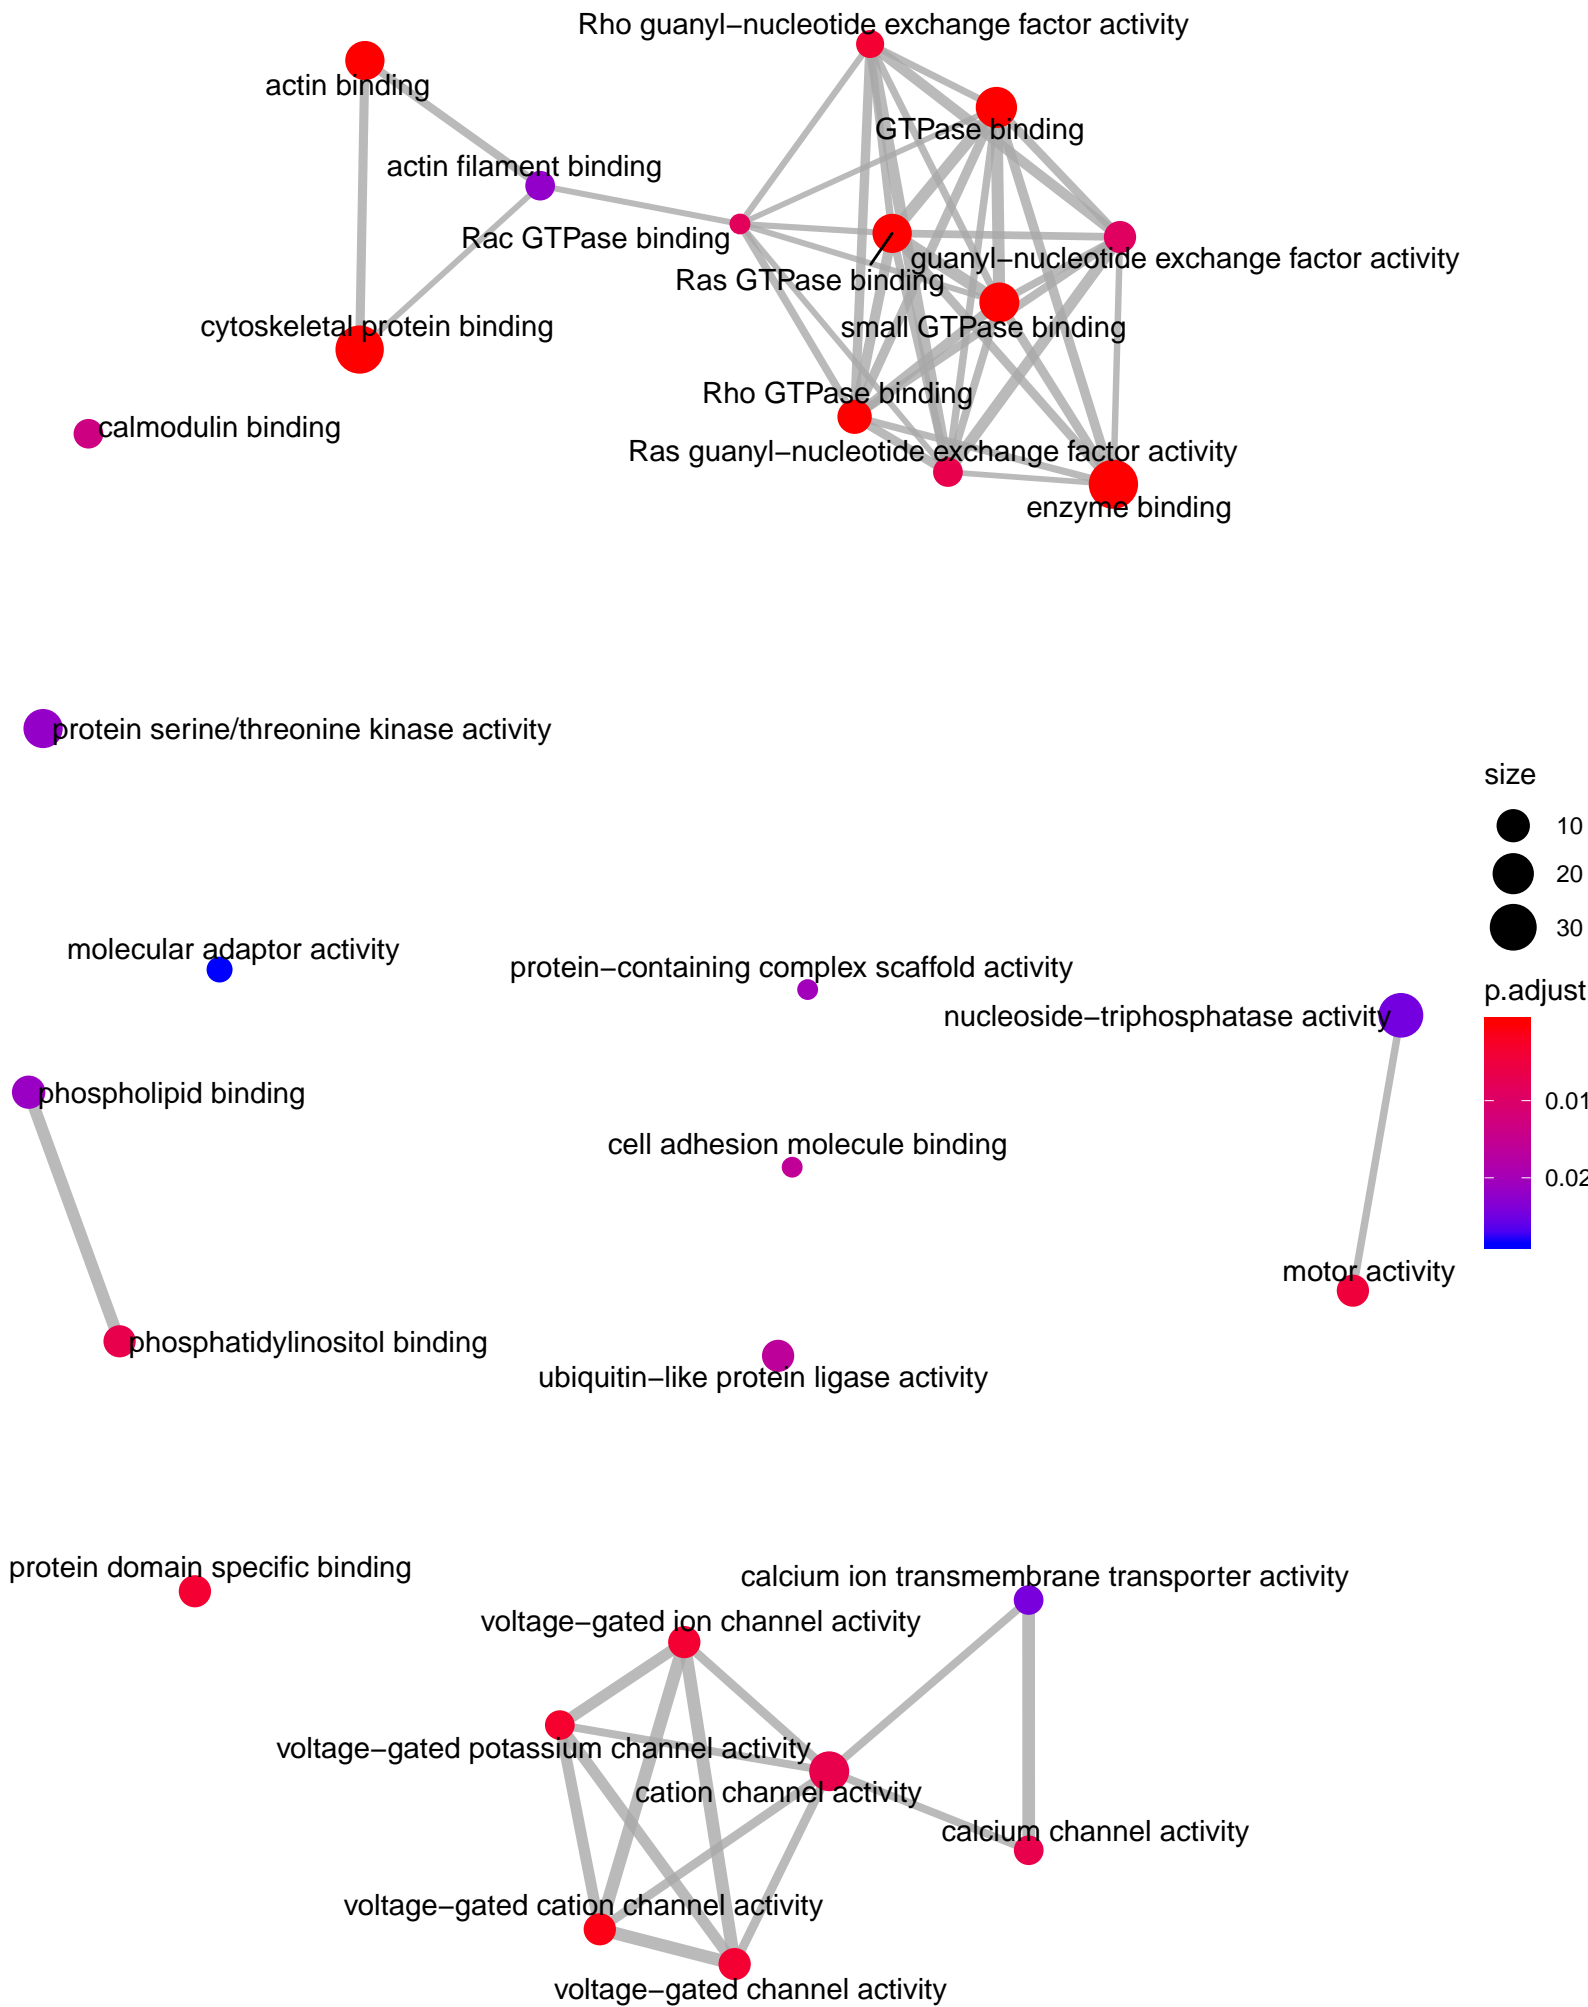 Rho guanyl−nucleotide exchange factor activity
actin binding
GTPase binding
actin filament binding
Rac GTPase binding
guanyl−nucleotide exchange factor activity
Ras GTPase binding
cytoskeletal protein binding
small GTPase binding
Rho GTPase binding
calmodulin binding
Ras guanyl−nucleotide exchange factor activity
enzyme binding
protein serine/threonine kinase activity
size
10
20
30
molecular adaptor activity
protein−containing complex scaffold activity
p.adjust
nucleoside−triphosphatase activity
phospholipid binding
0.01
cell adhesion molecule binding
0.02
motor activity
phosphatidylinositol binding
ubiquitin−like protein ligase activity
protein domain specific binding
calcium ion transmembrane transporter activity
voltage−gated ion channel activity
voltage−gated potassium channel activity
cation channel activity
calcium channel activity
voltage−gated cation channel activity
voltage−gated channel activity